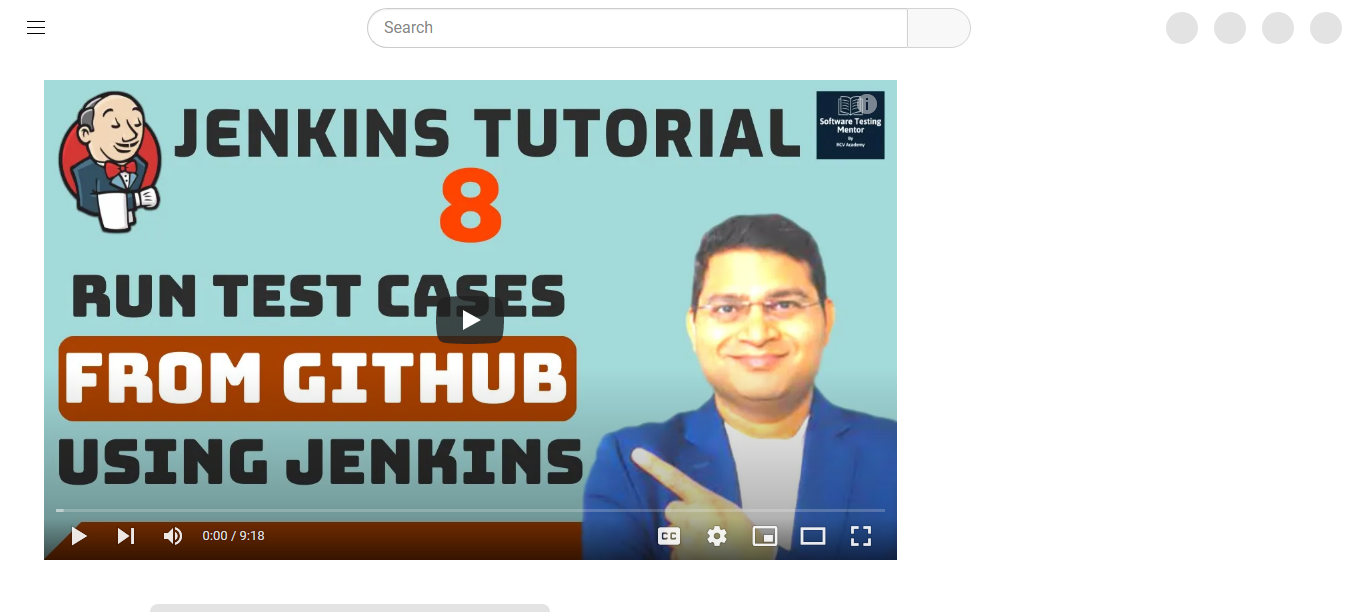 Search
JENKINS TUTORIAL
8
Software Testing
Mentor
By
RCV Academy
i
RUN TEST CASES
FROM GITHUB
USING JENKINS
0:00 / 9:18
CC